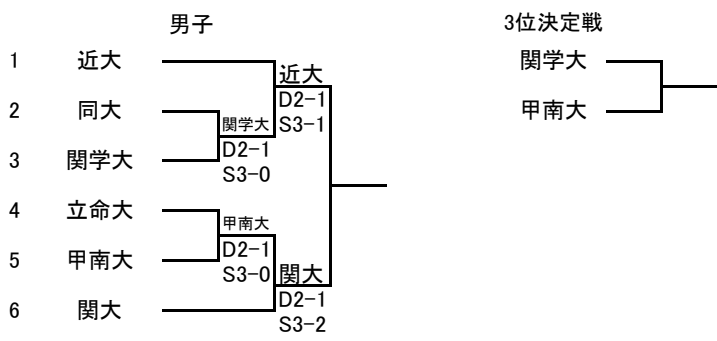 男子
3位決定戦
1 近大
関学大
近大
D2-1
2 同大
甲南大
関学大
S3-1
D2-1
3 関学大
S3-0
4 立命大
甲南大
D2-1
5 甲南大
S3-0
関大
D2-1
6 関大
S3-2